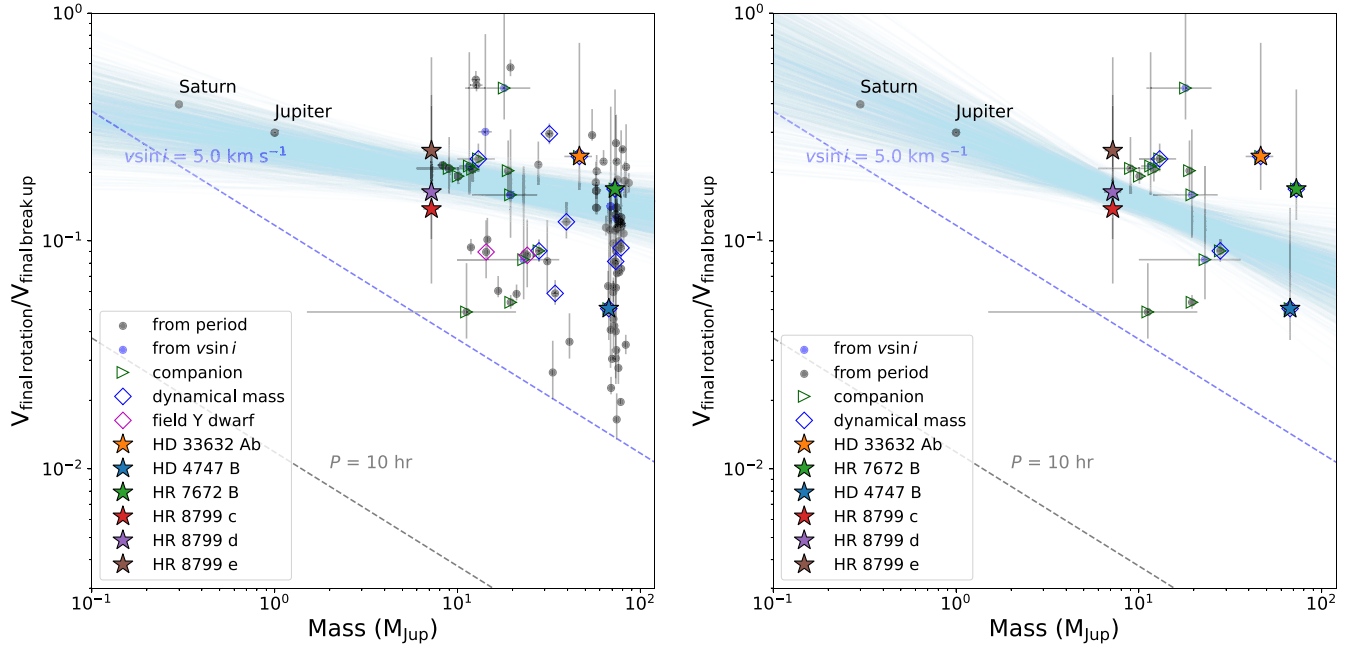 10⁰
10⁻¹
10⁻²
V_final rotation/V_final break up
Saturn
Jupiter
vsin i = 5.0 km s⁻¹
P = 10 hr
from period
from vsin i
companion
dynamical mass
field Y dwarf
HD 33632 Ab
HD 4747 B
HR 7672 B
HR 8799 c
HR 8799 d
HR 8799 e
10⁻¹ 10⁰ 10¹ 10²
Mass (M_Jup)
10⁰
10⁻¹
10⁻²
V_final rotation/V_final break up
Saturn
Jupiter
vsin i = 5.0 km s⁻¹
P = 10 hr
from vsin i
from period
companion
dynamical mass
HD 33632 Ab
HR 7672 B
HD 4747 B
HR 8799 c
HR 8799 d
HR 8799 e
10⁻¹ 10⁰ 10¹ 10²
Mass (M_Jup)